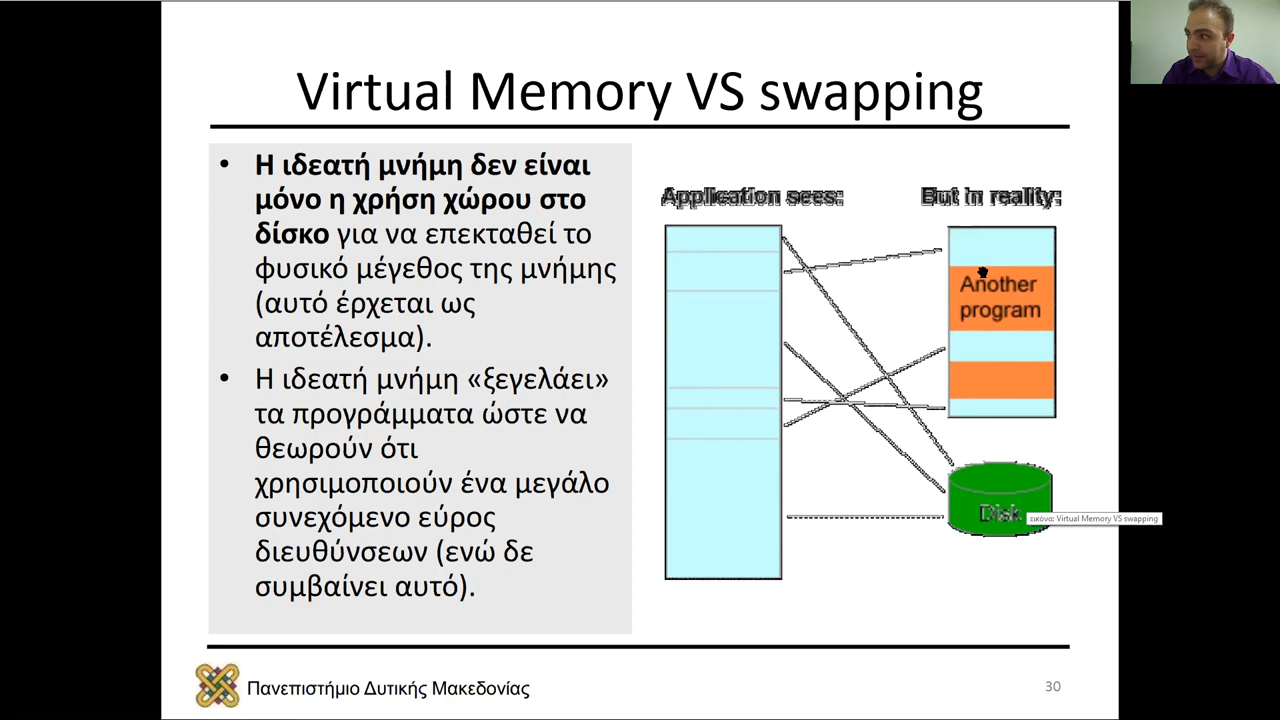 Virtual Memory VS swapping
• Η ιδεατή μνήμη δεν είναι
μόνο η χρήση χώρου στο
δίσκο για να επεκταθεί το
φυσικό μέγεθος της μνήμης
(αυτό έρχεται ως
αποτέλεσμα).
• Η ιδεατή μνήμη «ξεγελάει»
τα προγράμματα ώστε να
θεωρούν ότι
χρησιμοποιούν ένα μεγάλο
συνεχόμενο εύρος
διευθύνσεων (ενώ δε
συμβαίνει αυτό).
Application sees:
But in reality:
Another
program
Disk
εικόνα: Virtual Memory VS swapping
Πανεπιστήμιο Δυτικής Μακεδονίας
30